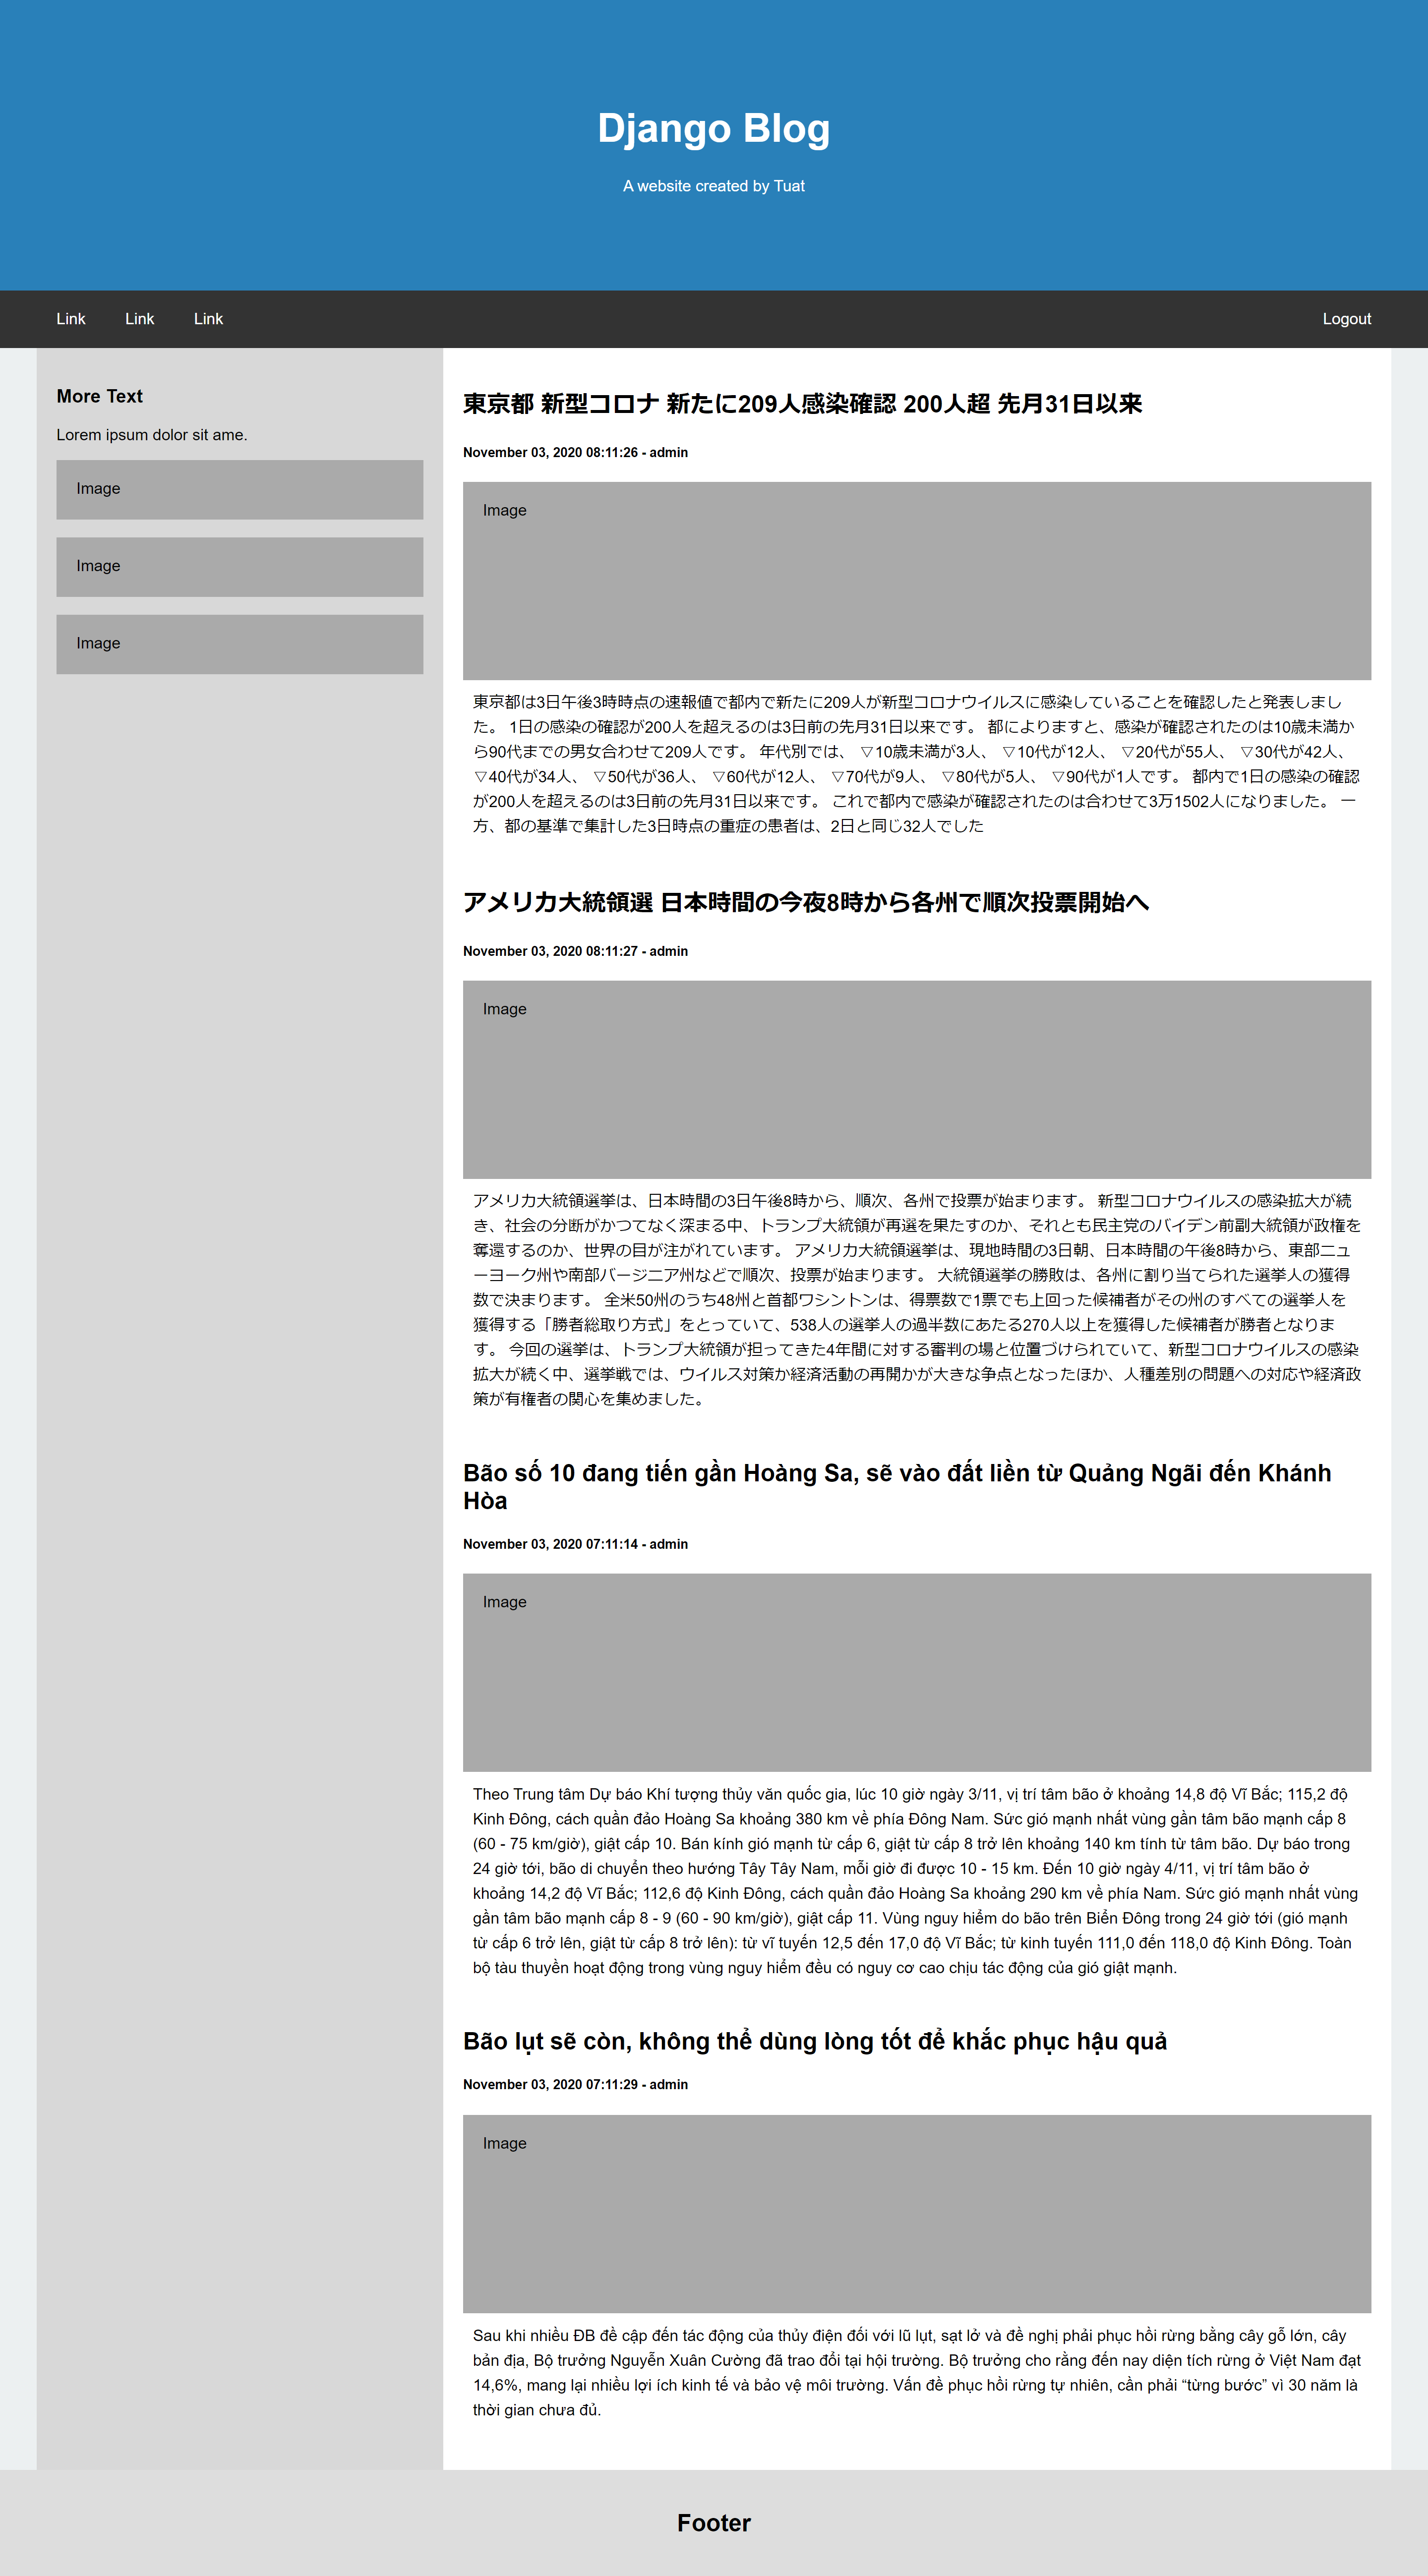 Django Blog
A website created by Tuat
Link Link Link Logout
More Text
Lorem ipsum dolor sit ame.
Image
Image
Image
東京都 新型コロナ 新たに209人感染確認 200人超 先月31日以来
November 03, 2020 08:11:26 - admin
Image
東京都は3日午後3時時点の速報値で都内で新たに209人が新型コロナウイルスに感染していることを確認したと発表しまし
た。 1日の感染の確認が200人を超えるのは3日前の先月31日以来です。 都によりますと、感染が確認されたのは10歳未満か
ら90代までの男女合わせて209人です。 年代別では、 ▽10歳未満が3人、 ▽10代が12人、 ▽20代が55人、 ▽30代が42人、
▽40代が34人、 ▽50代が36人、 ▽60代が12人、 ▽70代が9人、 ▽80代が5人、 ▽90代が1人です。 都内で1日の感染の確認
が200人を超えるのは3日前の先月31日以来です。 これで都内で感染が確認されたのは合わせて3万1502人になりました。 一
方、都の基準で集計した3日時点の重症の患者は、2日と同じ32人でした
アメリカ大統領選 日本時間の今夜8時から各州で順次投票開始へ
November 03, 2020 08:11:27 - admin
Image
アメリカ大統領選挙は、日本時間の3日午後8時から、順次、各州で投票が始まります。 新型コロナウイルスの感染拡大が続
き、社会の分断がかつてなく深まる中、トランプ大統領が再選を果たすのか、それとも民主党のバイデン前副大統領が政権を
奪還するのか、世界の目が注がれています。 アメリカ大統領選挙は、現地時間の3日朝、日本時間の午後8時から、東部ニュ
ーヨーク州や南部バージニア州などで順次、投票が始まります。 大統領選挙の勝敗は、各州に割り当てられた選挙人の獲得
数で決まります。 全米50州のうち48州と首都ワシントンは、得票数で1票でも上回った候補者がその州のすべての選挙人を
獲得する「勝者総取り方式」をとっていて、538人の選挙人の過半数にあたる270人以上を獲得した候補者が勝者となりま
す。 今回の選挙は、トランプ大統領が担ってきた4年間に対する審判の場と位置づけられていて、新型コロナウイルスの感染
拡大が続く中、選挙戦では、ウイルス対策か経済活動の再開かが大きな争点となったほか、人種差別の問題への対応や経済政
策が有権者の関心を集めました。
Bão số 10 đang tiến gần Hoàng Sa, sẽ vào đất liền từ Quảng Ngãi đến Khánh
Hòa
November 03, 2020 07:11:14 - admin
Image
Theo Trung tâm Dự báo Khí tượng thủy văn quốc gia, lúc 10 giờ ngày 3/11, vị trí tâm bão ở khoảng 14,8 độ Vĩ Bắc; 115,2 độ
Kinh Đông, cách quần đảo Hoàng Sa khoảng 380 km về phía Đông Nam. Sức gió mạnh nhất vùng gần tâm bão mạnh cấp 8
(60 - 75 km/giờ), giật cấp 10. Bán kính gió mạnh từ cấp 6, giật từ cấp 8 trở lên khoảng 140 km tính từ tâm bão. Dự báo trong
24 giờ tới, bão di chuyển theo hướng Tây Tây Nam, mỗi giờ đi được 10 - 15 km. Đến 10 giờ ngày 4/11, vị trí tâm bão ở
khoảng 14,2 độ Vĩ Bắc; 112,6 độ Kinh Đông, cách quần đảo Hoàng Sa khoảng 290 km về phía Nam. Sức gió mạnh nhất vùng
gần tâm bão mạnh cấp 8 - 9 (60 - 90 km/giờ), giật cấp 11. Vùng nguy hiểm do bão trên Biển Đông trong 24 giờ tới (gió mạnh
từ cấp 6 trở lên, giật từ cấp 8 trở lên): từ vĩ tuyến 12,5 đến 17,0 độ Vĩ Bắc; từ kinh tuyến 111,0 đến 118,0 độ Kinh Đông. Toàn
bộ tàu thuyền hoạt động trong vùng nguy hiểm đều có nguy cơ cao chịu tác động của gió giật mạnh.
Bão lụt sẽ còn, không thể dùng lòng tốt để khắc phục hậu quả
November 03, 2020 07:11:29 - admin
Image
Sau khi nhiều ĐB đề cập đến tác động của thủy điện đối với lũ lụt, sạt lở và đề nghị phải phục hồi rừng bằng cây gỗ lớn, cây
bản địa, Bộ trưởng Nguyễn Xuân Cường đã trao đổi tại hội trường. Bộ trưởng cho rằng đến nay diện tích rừng ở Việt Nam đạt
14,6%, mang lại nhiều lợi ích kinh tế và bảo vệ môi trường. Vấn đề phục hồi rừng tự nhiên, cần phải “từng bước” vì 30 năm là
thời gian chưa đủ.
Footer